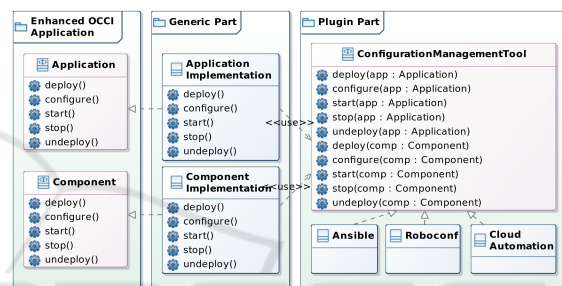 Enhanced OCCI
Application
Application
deploy()
configure()
start()
stop()
undeploy()
Component
deploy()
configure()
start()
stop()
undeploy()
Generic Part
Application
Implementation
deploy()
configure()
start()
stop()
undeploy()
Component
Implementation
deploy()
configure()
start()
stop()
undeploy()
<<use>>
<<use>>
Plugin Part
ConfigurationManagementTool
deploy(app : Application)
configure(app : Application)
start(app : Application)
stop(app : Application)
undeploy(app : Application)
deploy(comp : Component)
configure(comp : Component)
start(comp : Component)
stop(comp : Component)
undeploy(comp : Component)
Ansible
Roboconf
Cloud
Automation